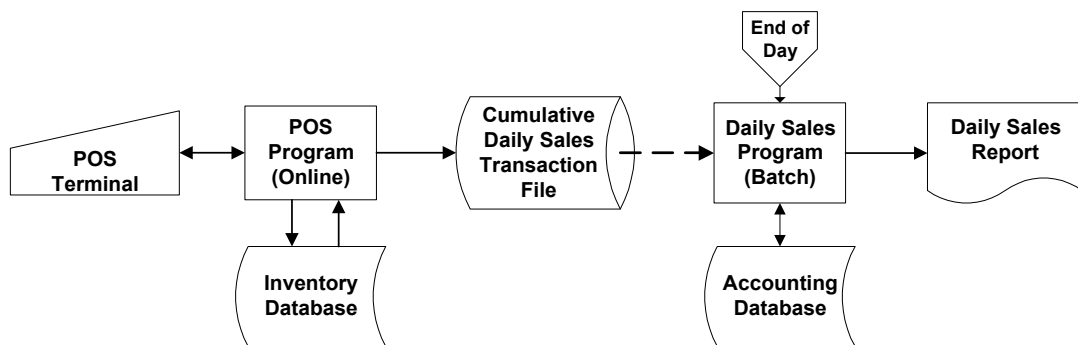 End of
Day
POS
Terminal
POS
Program
(Online)
Cumulative
Daily Sales
Transaction
File
Daily Sales
Program
(Batch)
Daily Sales
Report
Inventory
Database
Accounting
Database